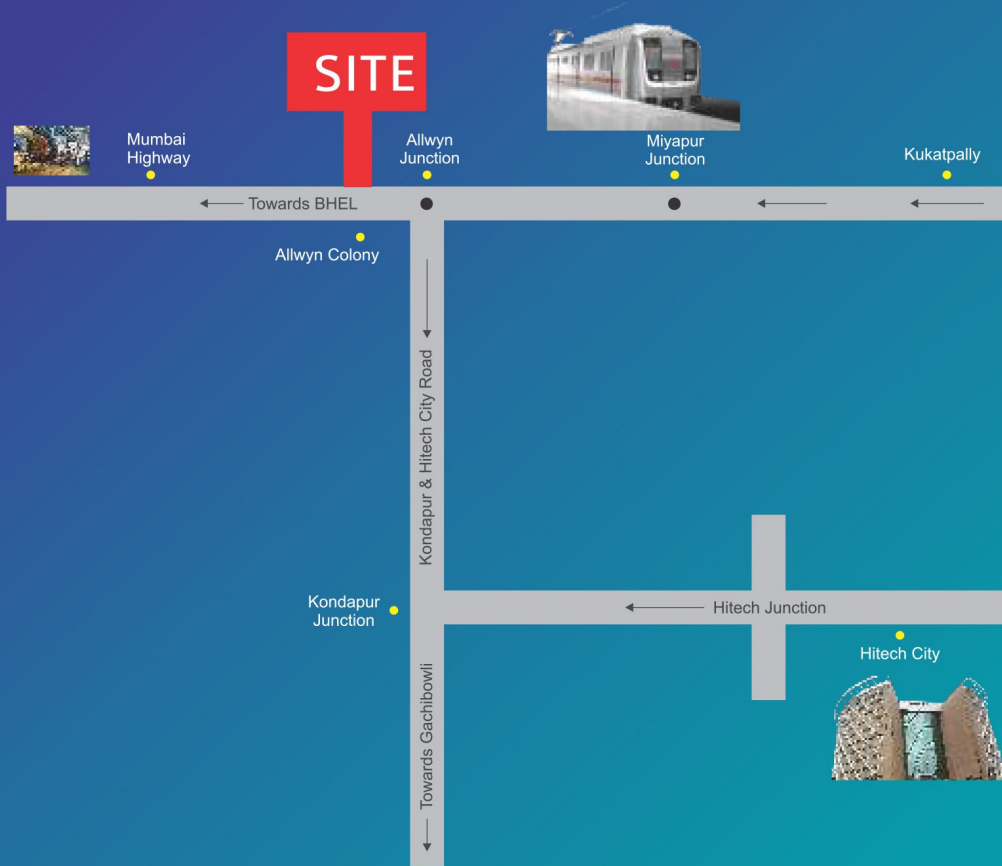 SITE
Mumbai
Highway
Allwyn
Junction
Miyapur
Junction
Kukatpally
Towards BHEL
Allwyn Colony
Kondapur & Hitech City Road
Kondapur
Junction
Hitech Junction
Hitech City
Towards Gachibowli